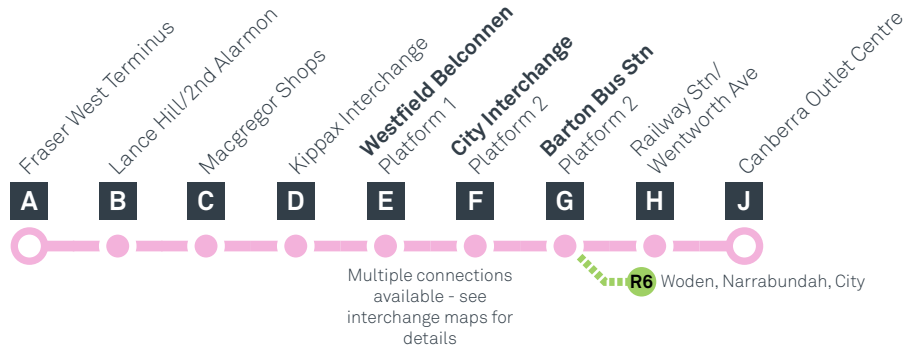 Fraser West Terminus
Lance Hill/2nd Alarmon
Macgregor Shops
Kippax Interchange
Westfield Belconnen
Platform 1
City Interchange
Platform 2
Barton Bus Stn
Platform 2
Railway Stn/
Wentworth Ave
Canberra Outlet Centre
A B C D E F G H J
Multiple connections
available - see
interchange maps for
details
R6 Woden, Narrabundah, City